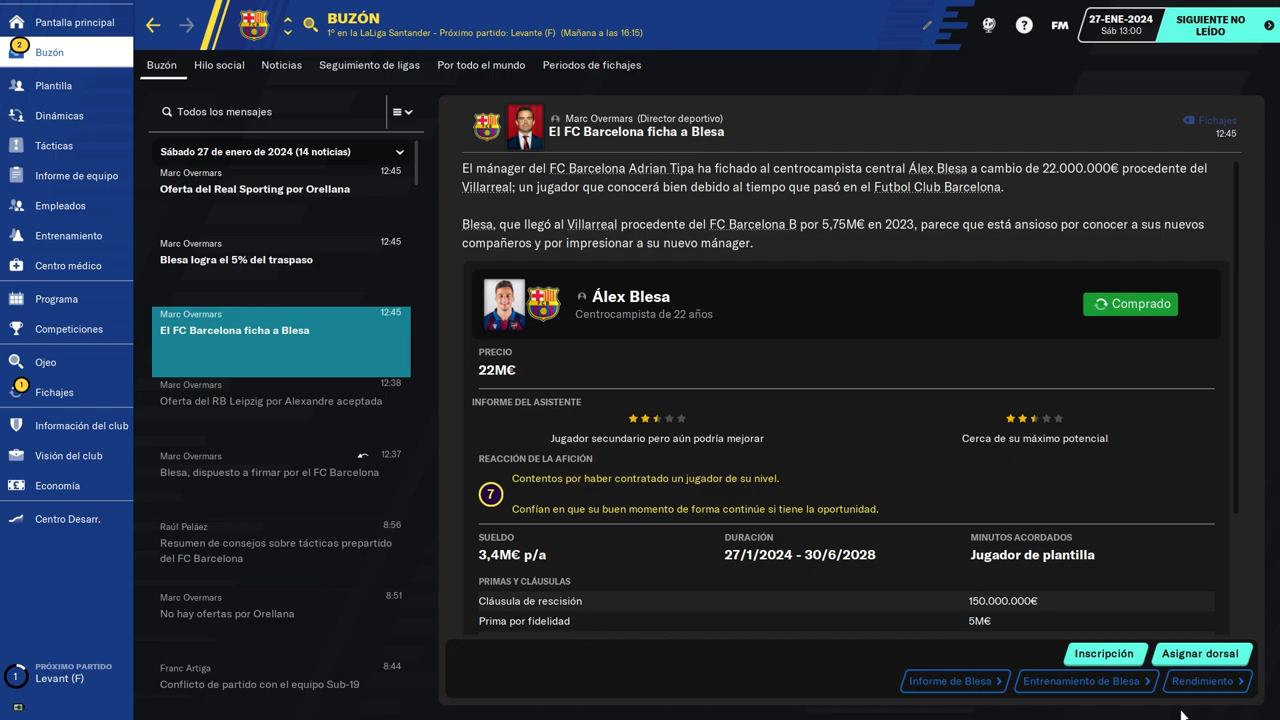 Pantalla principal
2
Buzón
Plantilla
Dinámicas
Tácticas
Informe de equipo
Empleados
Entrenamiento
Centro médico
Programa
Competiciones
Ojeo
1
Fichajes
Información del club
Visión del club
Economía
Centro Desarr.
1
PRÓXIMO PARTIDO
Levant (F)
BUZÓN
1º en la LaLiga Santander - Próximo partido: Levante (F) (Mañana a las 16:15)
?
FM
27-ENE-2024
Sáb 13:00
SIGUIENTE NO
LEÍDO
Buzón
Hilo social
Noticias
Seguimiento de ligas
Por todo el mundo
Periodos de fichajes
Todos los mensajes
Sábado 27 de enero de 2024 (14 noticias)
Marc Overmars 12:45
Oferta del Real Sporting por Orellana
Marc Overmars 12:45
Blesa logra el 5% del traspaso
Marc Overmars 12:45
El FC Barcelona ficha a Blesa
Marc Overmars 12:38
Oferta del RB Leipzig por Alexandre aceptada
Marc Overmars 12:37
Blesa, dispuesto a firmar por el FC Barcelona
Raúl Peláez 8:56
Resumen de consejos sobre tácticas prepartido
del FC Barcelona
Marc Overmars 8:51
No hay ofertas por Orellana
Franc Artiga 8:44
Conflicto de partido con el equipo Sub-19
Marc Overmars (Director deportivo)
El FC Barcelona ficha a Blesa
Fichajes
12:45
El mánager del FC Barcelona Adrian Tipa ha fichado al centrocampista central Álex Blesa a cambio de 22.000.000€ procedente del
Villarreal; un jugador que conocerá bien debido al tiempo que pasó en el Futbol Club Barcelona.
Blesa, que llegó al Villarreal procedente del FC Barcelona B por 5,75M€ en 2023, parece que está ansioso por conocer a sus nuevos
compañeros y por impresionar a su nuevo mánager.
Álex Blesa
Centrocampista de 22 años
Comprado
PRECIO
22M€
INFORME DEL ASISTENTE
Jugador secundario pero aún podría mejorar
Cerca de su máximo potencial
REACCIÓN DE LA AFICIÓN
7
Contentos por haber contratado un jugador de su nivel.
Confían en que su buen momento de forma continúe si tiene la oportunidad.
SUELDO
3,4M€ p/a
DURACIÓN
27/1/2024 - 30/6/2028
MINUTOS ACORDADOS
Jugador de plantilla
PRIMAS Y CLÁUSULAS
Cláusula de rescisión 150.000.000€
Prima por fidelidad 5M€
Inscripción
Asignar dorsal
Informe de Blesa
Entrenamiento de Blesa
Rendimiento